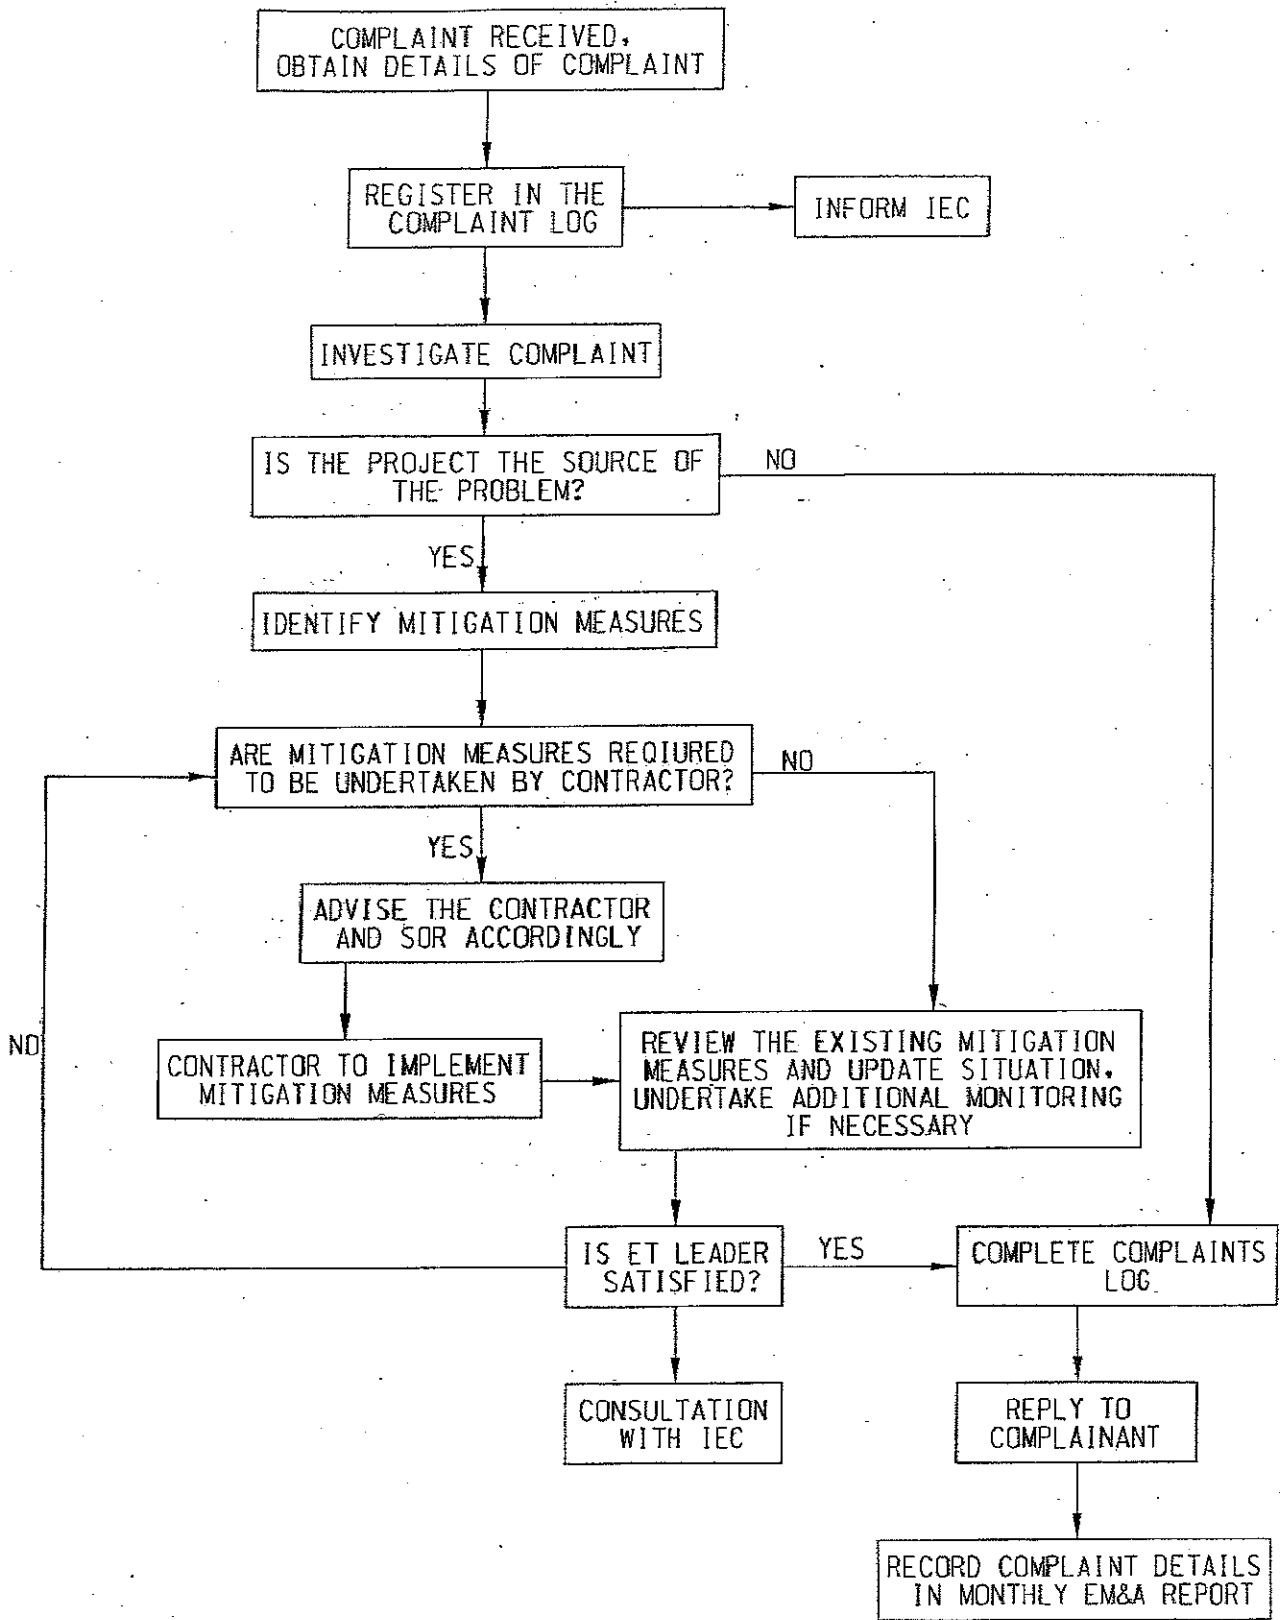 COMPLAINT RECEIVED,
OBTAIN DETAILS OF COMPLAINT
REGISTER IN THE
COMPLAINT LOG
INFORM IEC
INVESTIGATE COMPLAINT
IS THE PROJECT THE SOURCE OF
THE PROBLEM?
NO
YES
IDENTIFY MITIGATION MEASURES
ARE MITIGATION MEASURES REQIURED
TO BE UNDERTAKEN BY CONTRACTOR?
NO
YES
ADVISE THE CONTRACTOR
AND SOR ACCORDINGLY
NO
CONTRACTOR TO IMPLEMENT
MITIGATION MEASURES
REVIEW THE EXISTING MITIGATION
MEASURES AND UPDATE SITUATION.
UNDERTAKE ADDITIONAL MONITORING
IF NECESSARY
IS ET LEADER
SATISFIED?
YES
COMPLETE COMPLAINTS
LOG
CONSULTATION
WITH IEC
REPLY TO
COMPLAINANT
RECORD COMPLAINT DETAILS
IN MONTHLY EM&A REPORT